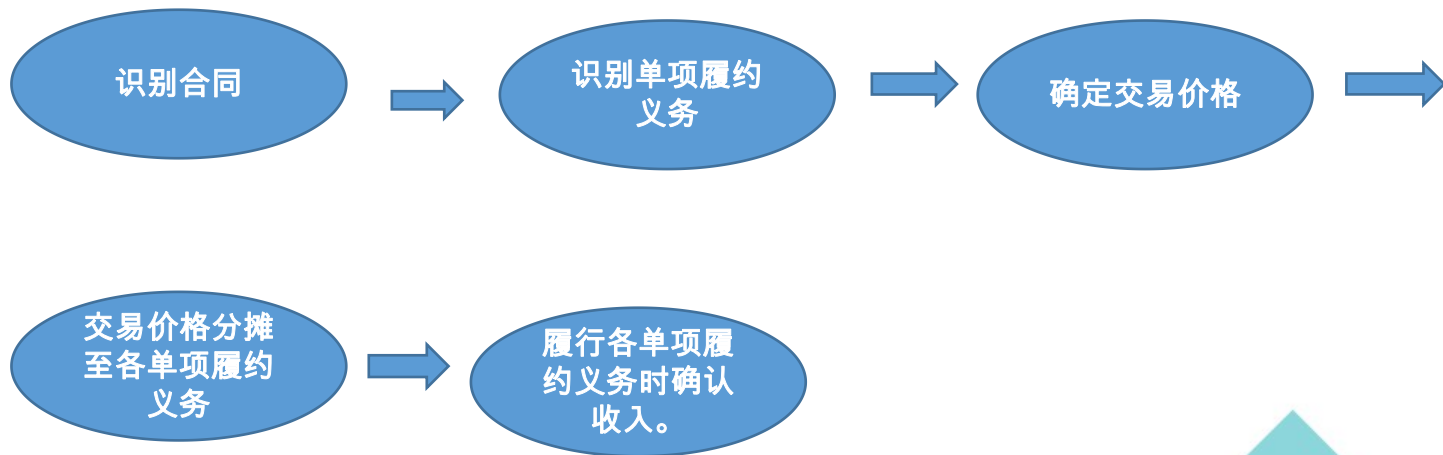 识别合同
识别单项履约
义务
确定交易价格
交易价格分摊
至各单项履约
义务
履行各单项履
约义务时确认
收入。